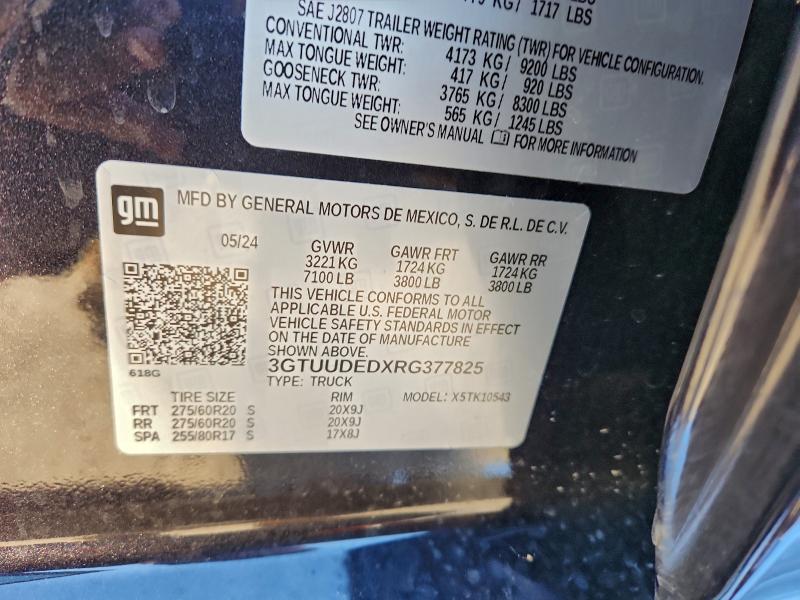 KG/ 1717 LBS
SAE J2807 TRAILER WEIGHT RATING (TWR) FOR VEHICLE CONFIGURATION.
CONVENTIONAL TWR: 4173 KG/ 9200 LBS
MAX TONGUE WEIGHT: 417 KG/ 920 LBS
GOOSENECK TWR: 3765 KG/ 8300 LBS
MAX TONGUE WEIGHT: 565 KG/ 1245 LBS
SEE OWNER'S MANUAL FOR MORE INFORMATION
gm MFD BY GENERAL MOTORS DE MEXICO, S. DE R.L. DE C.V.
05/24 GVWR GAWR FRT GAWR RR
3221 KG 1724 KG 1724 KG
7100 LB 3800 LB 3800 LB
THIS VEHICLE CONFORMS TO ALL
APPLICABLE U.S. FEDERAL MOTOR
VEHICLE SAFETY STANDARDS IN EFFECT
ON THE DATE OF MANUFACTURE
SHOWN ABOVE.
618G 3GTUUDEDXRG377825
TYPE: TRUCK
TIRE SIZE RIM MODEL: X5TK10543
FRT 275/60R20 S 20X9J
RR 275/60R20 S 20X9J
SPA 255/80R17 S 17X8J